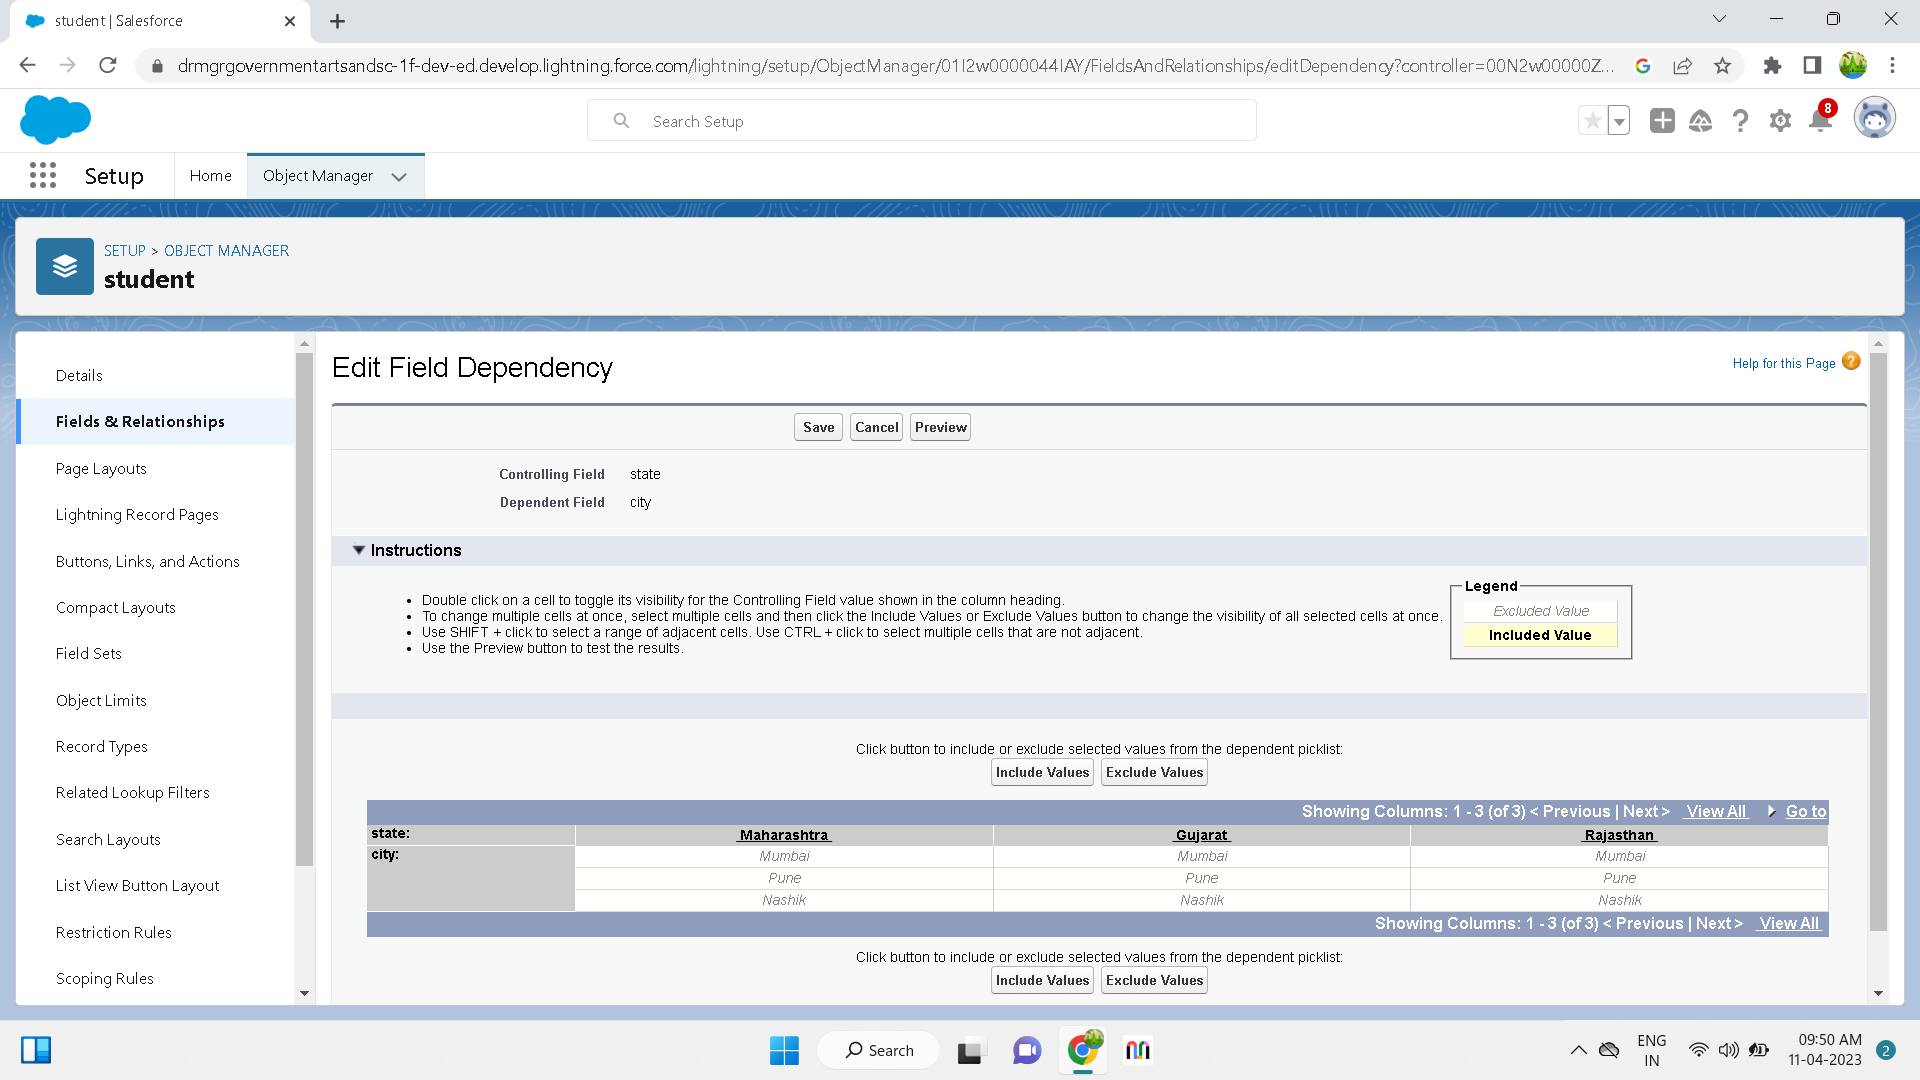 student | Salesforce
drmgrgovernmentartsandsc-1f-dev-ed.develop.lightning.force.com/lightning/setup/ObjectManager/01I2w0000044IAY/FieldsAndRelationships/editDependency?controller=00N2w00000Z...
Search Setup
8
Setup
Home
Object Manager
SETUP > OBJECT MANAGER
student
Details
Fields & Relationships
Page Layouts
Lightning Record Pages
Buttons, Links, and Actions
Compact Layouts
Field Sets
Object Limits
Record Types
Related Lookup Filters
Search Layouts
List View Button Layout
Restriction Rules
Scoping Rules
Edit Field Dependency
Help for this Page ?
Save Cancel Preview
Controlling Field state
Dependent Field city
Instructions
• Double click on a cell to toggle its visibility for the Controlling Field value shown in the column heading.
• To change multiple cells at once, select multiple cells and then click the Include Values or Exclude Values button to change the visibility of all selected cells at once.
• Use SHIFT + click to select a range of adjacent cells. Use CTRL + click to select multiple cells that are not adjacent.
• Use the Preview button to test the results.
Legend
Excluded Value
Included Value
Click button to include or exclude selected values from the dependent picklist:
Include Values Exclude Values
Showing Columns: 1 - 3 (of 3) < Previous | Next > View All Go to
state: Maharashtra Gujarat Rajasthan
city: Mumbai Mumbai Mumbai
Pune Pune Pune
Nashik Nashik Nashik
Showing Columns: 1 - 3 (of 3) < Previous | Next > View All
Click button to include or exclude selected values from the dependent picklist:
Include Values Exclude Values
Search
ENG
IN
09:50 AM
11-04-2023
2